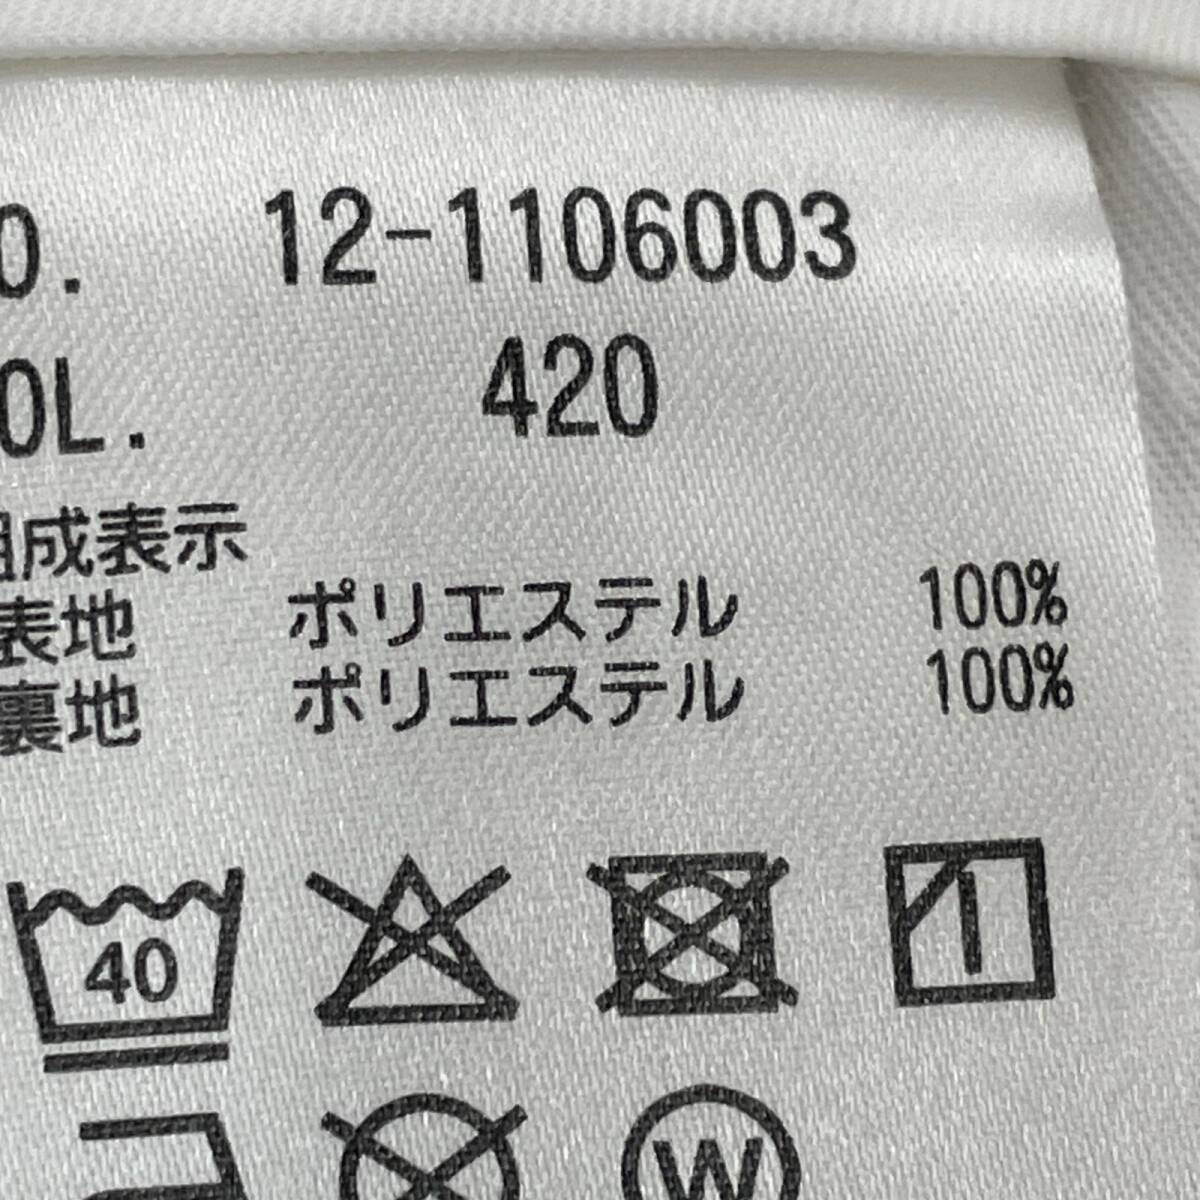 0. 12-1106003
0L. 420
組成表示
表地 ポリエステル 100%
裏地 ポリエステル 100%
40
W